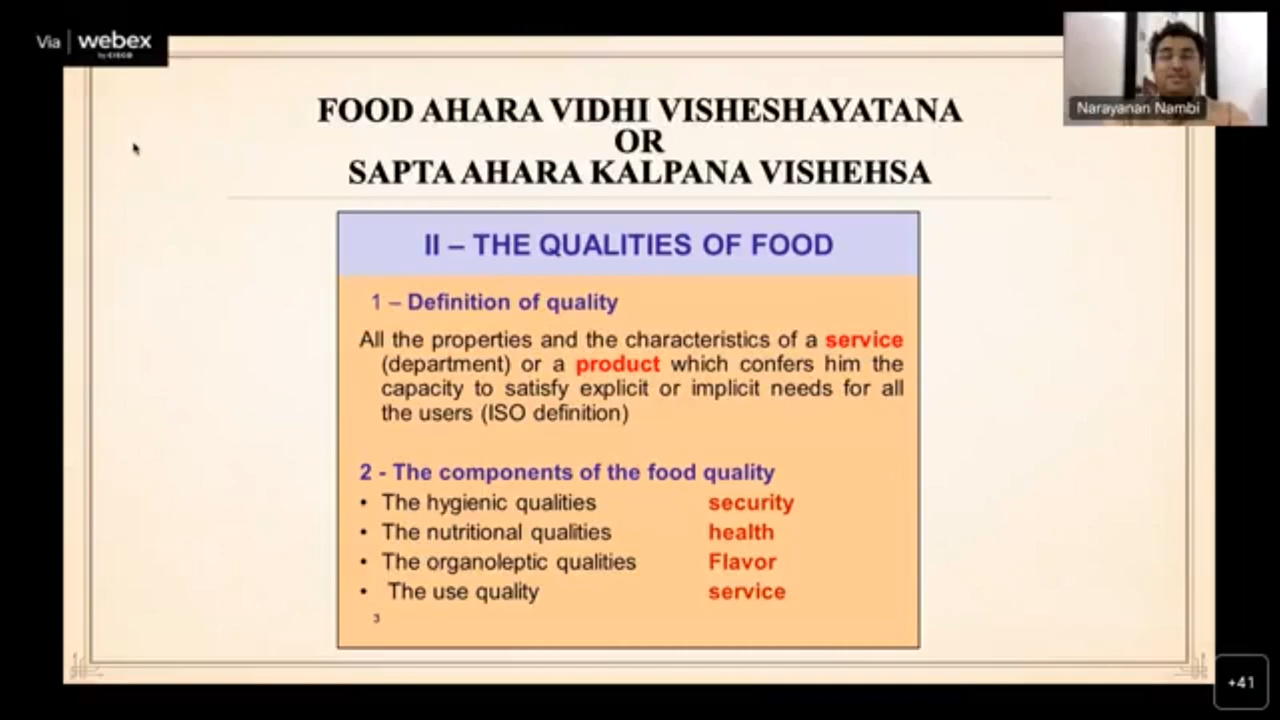 Via webex
by CISCO
Narayanan Nambi
FOOD AHARA VIDHI VISHESHAYATANA
OR
SAPTA AHARA KALPANA VISHEHSA
II – THE QUALITIES OF FOOD
1 – Definition of quality
All the properties and the characteristics of a service
(department) or a product which confers him the
capacity to satisfy explicit or implicit needs for all
the users (ISO definition)
2 - The components of the food quality
• The hygienic qualities security
• The nutritional qualities health
• The organoleptic qualities Flavor
• The use quality service
3
+41